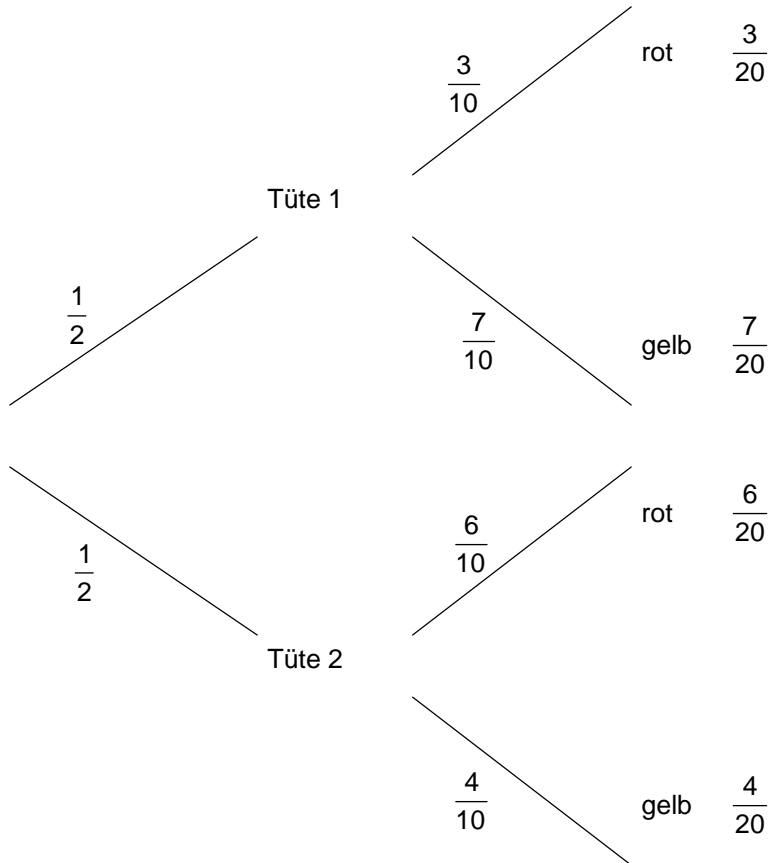 3/10 rot 3/20
Tüte 1
1/2
7/10 gelb 7/20
6/10 rot 6/20
1/2
Tüte 2
4/10 gelb 4/20